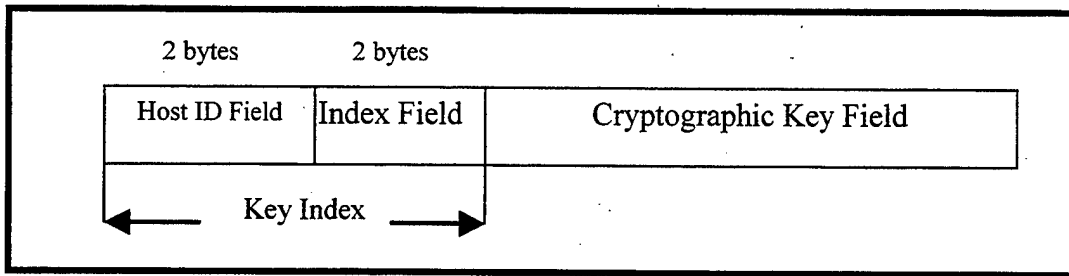 2 bytes 2 bytes
Host ID Field Index Field Cryptographic Key Field
Key Index